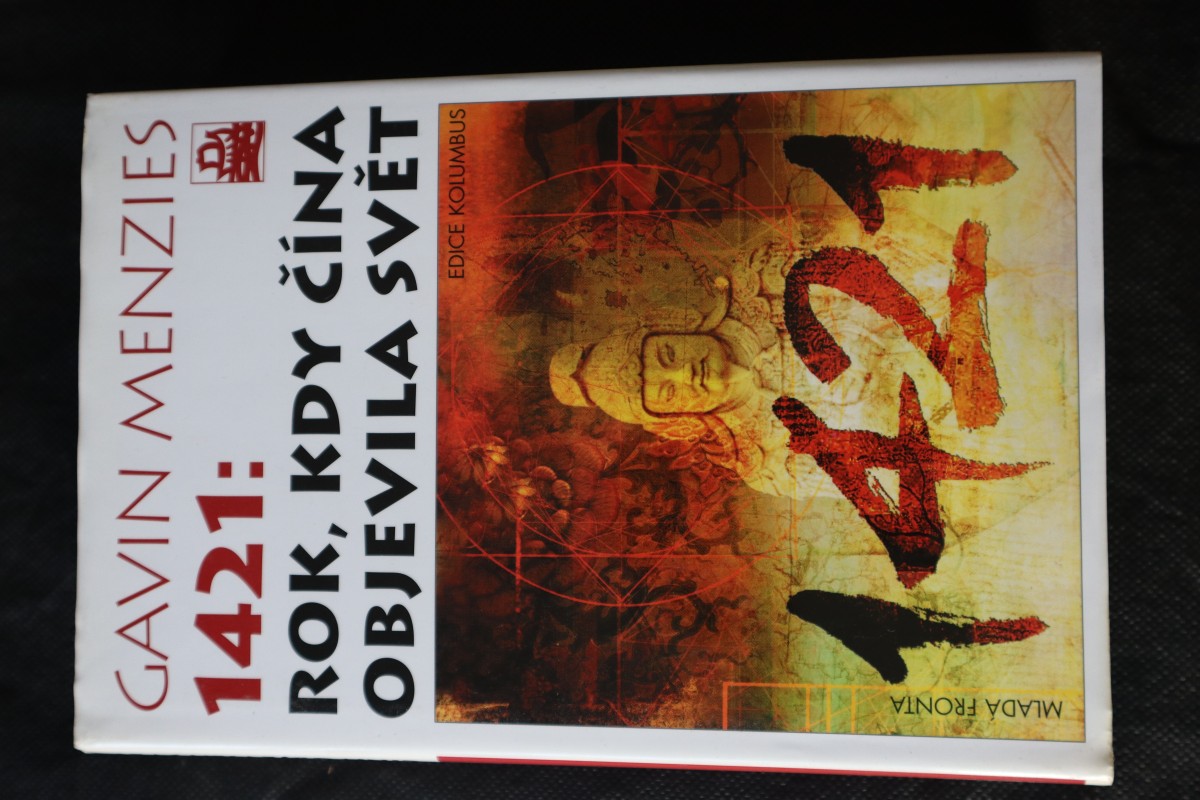 GAVIN MENZIES
1421:
ROK, KDY ČÍNA
OBJEVILA SVĚT
EDICE KOLUMBUS
1421
MLADÁ FRONTA